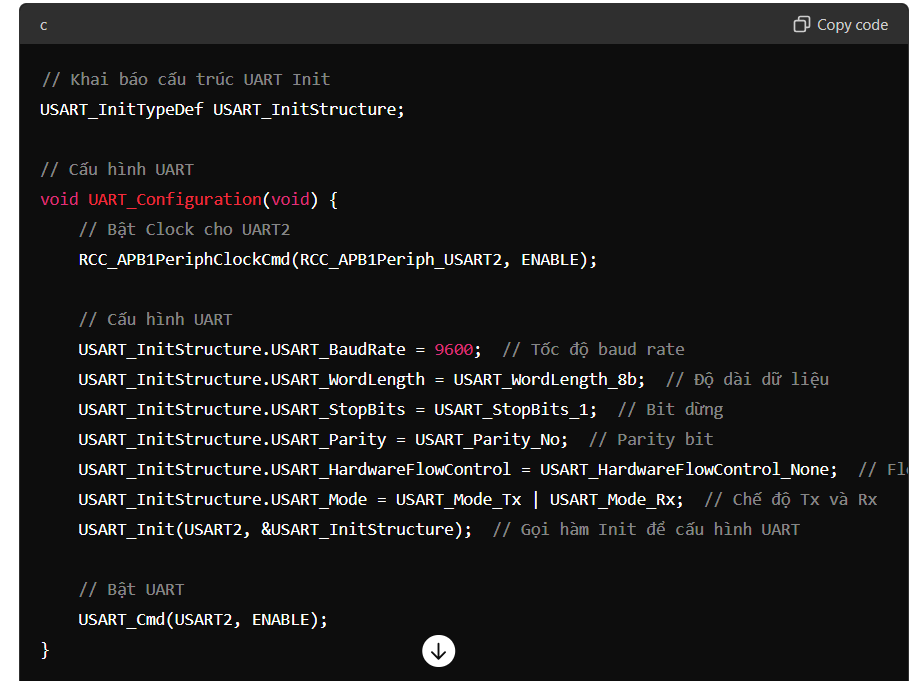 c
Copy code
// Khai báo cấu trúc UART Init
USART_InitTypeDef USART_InitStructure;
// Cấu hình UART
void UART_Configuration(void) {
// Bật Clock cho UART2
RCC_APB1PeriphClockCmd(RCC_APB1Periph_USART2, ENABLE);
// Cấu hình UART
USART_InitStructure.USART_BaudRate = 9600;  // Tốc độ baud rate
USART_InitStructure.USART_WordLength = USART_WordLength_8b;  // Độ dài dữ liệu
USART_InitStructure.USART_StopBits = USART_StopBits_1;  // Bit dừng
USART_InitStructure.USART_Parity = USART_Parity_No;  // Parity bit
USART_InitStructure.USART_HardwareFlowControl = USART_HardwareFlowControl_None;  //
USART_InitStructure.USART_Mode = USART_Mode_Tx | USART_Mode_Rx;  // Chế độ Tx và Rx
USART_Init(USART2, &USART_InitStructure);  // Gọi hàm Init để cấu hình UART
// Bật UART
USART_Cmd(USART2, ENABLE);
}